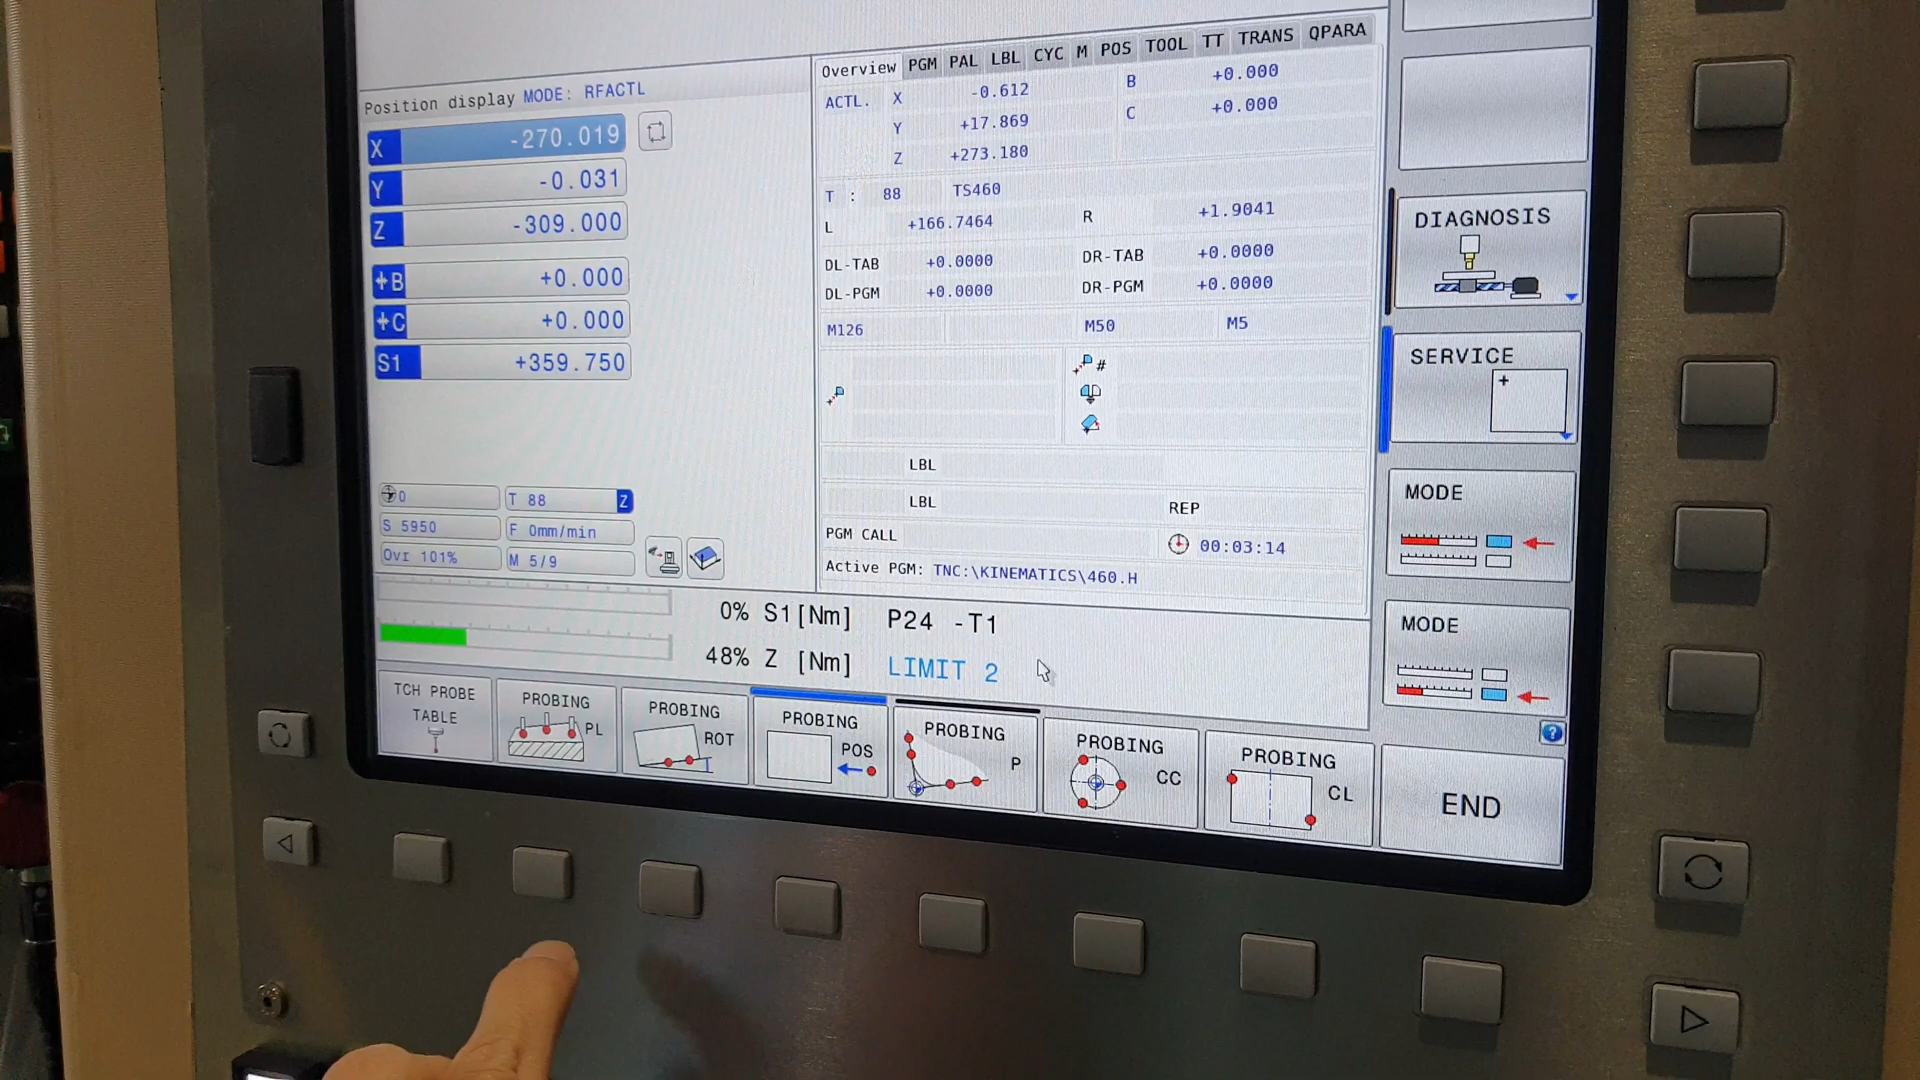 Position display MODE: RFACTL
X -270.019
Y -0.031
Z -309.000
B +0.000
C +0.000
S1 +359.750
0 T 88 Z
S 5950 F 0mm/min
Ovr 101% M 5/9
Overview PGM PAL LBL CYC M POS TOOL TT TRANS QPARA
ACTL. X -0.612 B +0.000
Y +17.869 C +0.000
Z +273.180
T : 88 TS460
L +166.7464 R +1.9041
DL-TAB +0.0000 DR-TAB +0.0000
DL-PGM +0.0000 DR-PGM +0.0000
M126 M50 M5
#
LBL
LBL REP
PGM CALL 00:03:14
Active PGM: TNC:\KINEMATICS\460.H
0% S1[Nm] P24 -T1
48% Z [Nm] LIMIT 2
DIAGNOSIS
SERVICE
+
MODE
MODE
?
TCH PROBE
TABLE
PROBING
PL
PROBING
ROT
PROBING
POS
PROBING
P
PROBING
CC
PROBING
CL
END